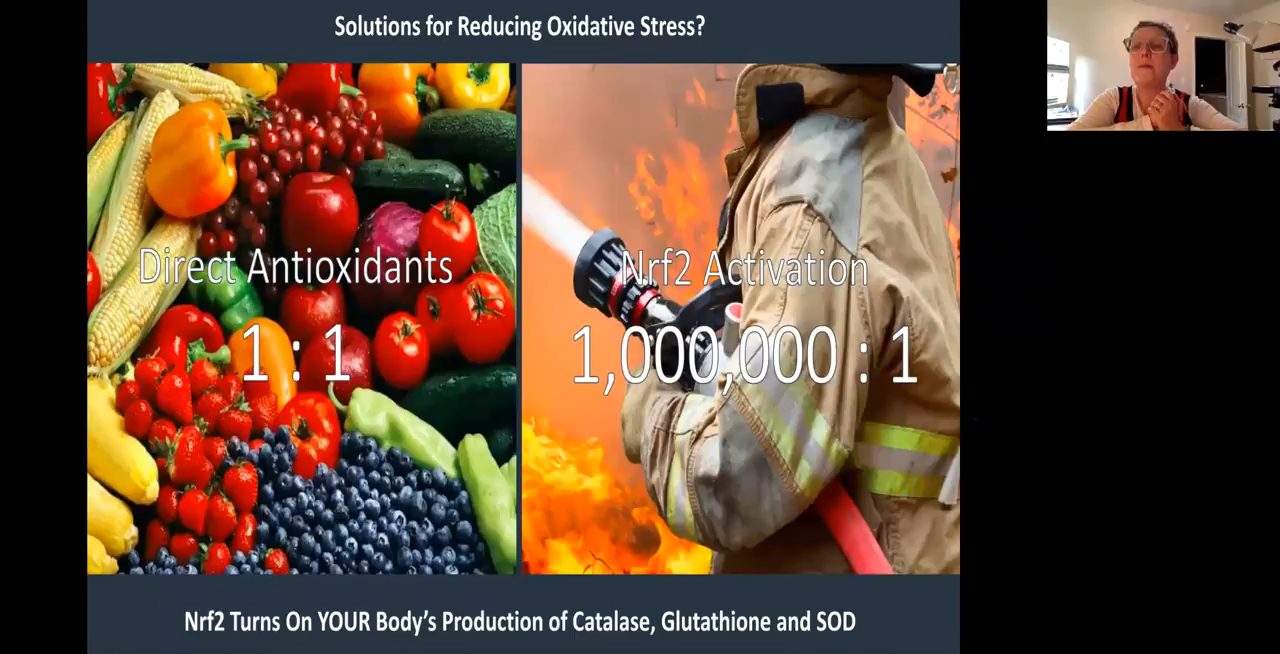 Solutions for Reducing Oxidative Stress?
Direct Antioxidants
1 : 1
Nrf2 Activation
1,000,000 : 1
Nrf2 Turns On YOUR Body's Production of Catalase, Glutathione and SOD